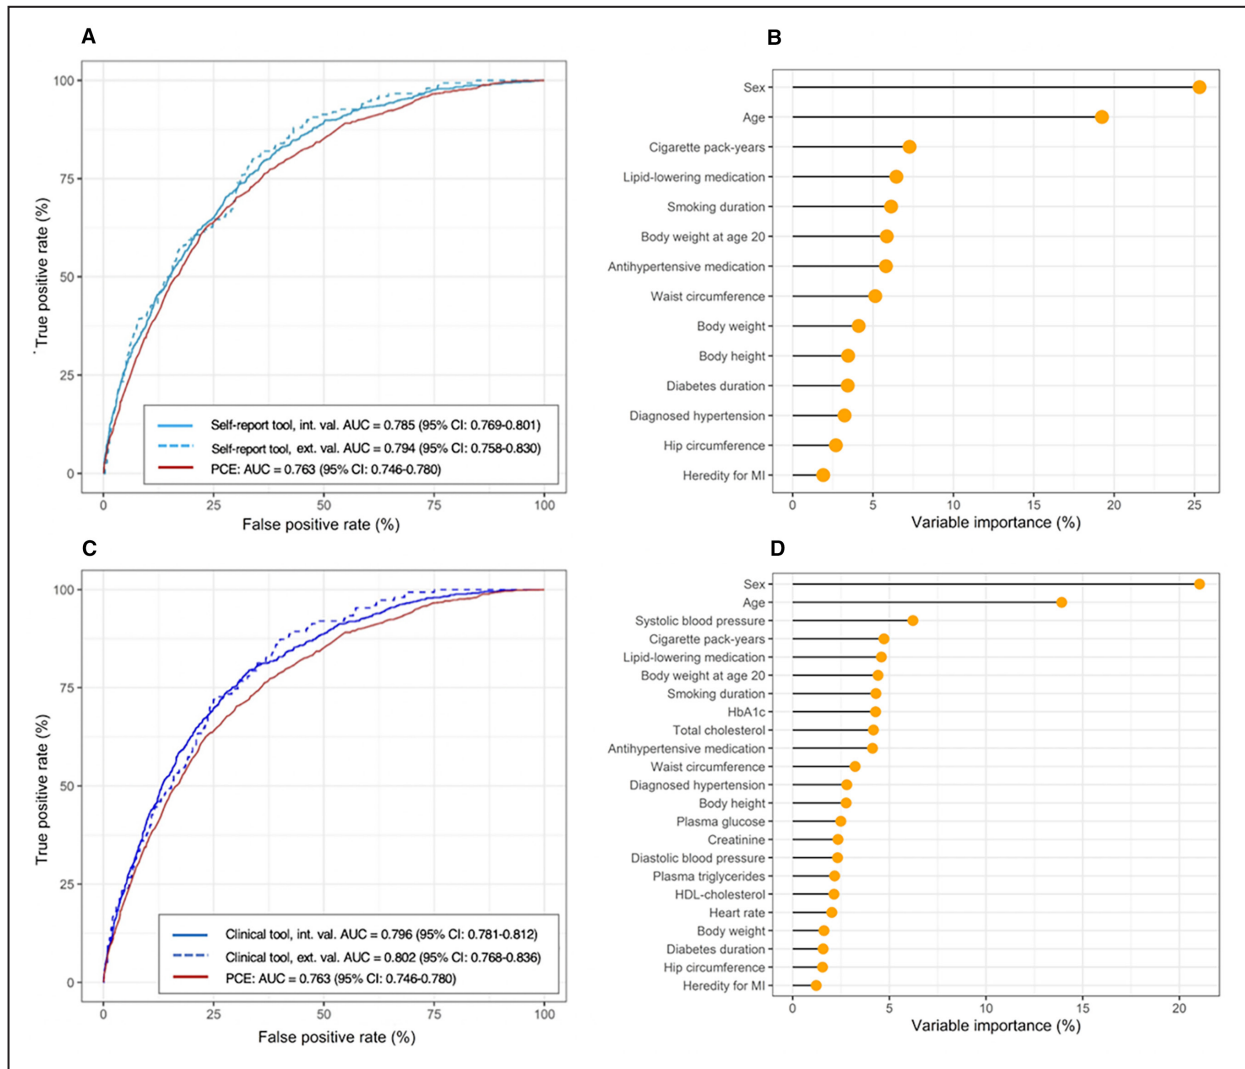 A
100
75
50
25
0
True positive rate (%)
Self-report tool, int. val. AUC = 0.785 (95% CI: 0.769-0.801)
Self-report tool, ext. val. AUC = 0.794 (95% CI: 0.758-0.830)
PCE: AUC = 0.763 (95% CI: 0.746-0.780)
0 25 50 75 100
False positive rate (%)
B
Sex
Age
Cigarette pack-years
Lipid-lowering medication
Smoking duration
Body weight at age 20
Antihypertensive medication
Waist circumference
Body weight
Body height
Diabetes duration
Diagnosed hypertension
Hip circumference
Heredity for MI
0 5 10 15 20 25
Variable importance (%)
C
100
75
50
25
0
True positive rate (%)
Clinical tool, int. val. AUC = 0.796 (95% CI: 0.781-0.812)
Clinical tool, ext. val. AUC = 0.802 (95% CI: 0.768-0.836)
PCE: AUC = 0.763 (95% CI: 0.746-0.780)
0 25 50 75 100
False positive rate (%)
D
Sex
Age
Systolic blood pressure
Cigarette pack-years
Lipid-lowering medication
Body weight at age 20
Smoking duration
HbA1c
Total cholesterol
Antihypertensive medication
Waist circumference
Diagnosed hypertension
Body height
Plasma glucose
Creatinine
Diastolic blood pressure
Plasma triglycerides
HDL-cholesterol
Heart rate
Body weight
Diabetes duration
Hip circumference
Heredity for MI
0 5 10 15 20
Variable importance (%)